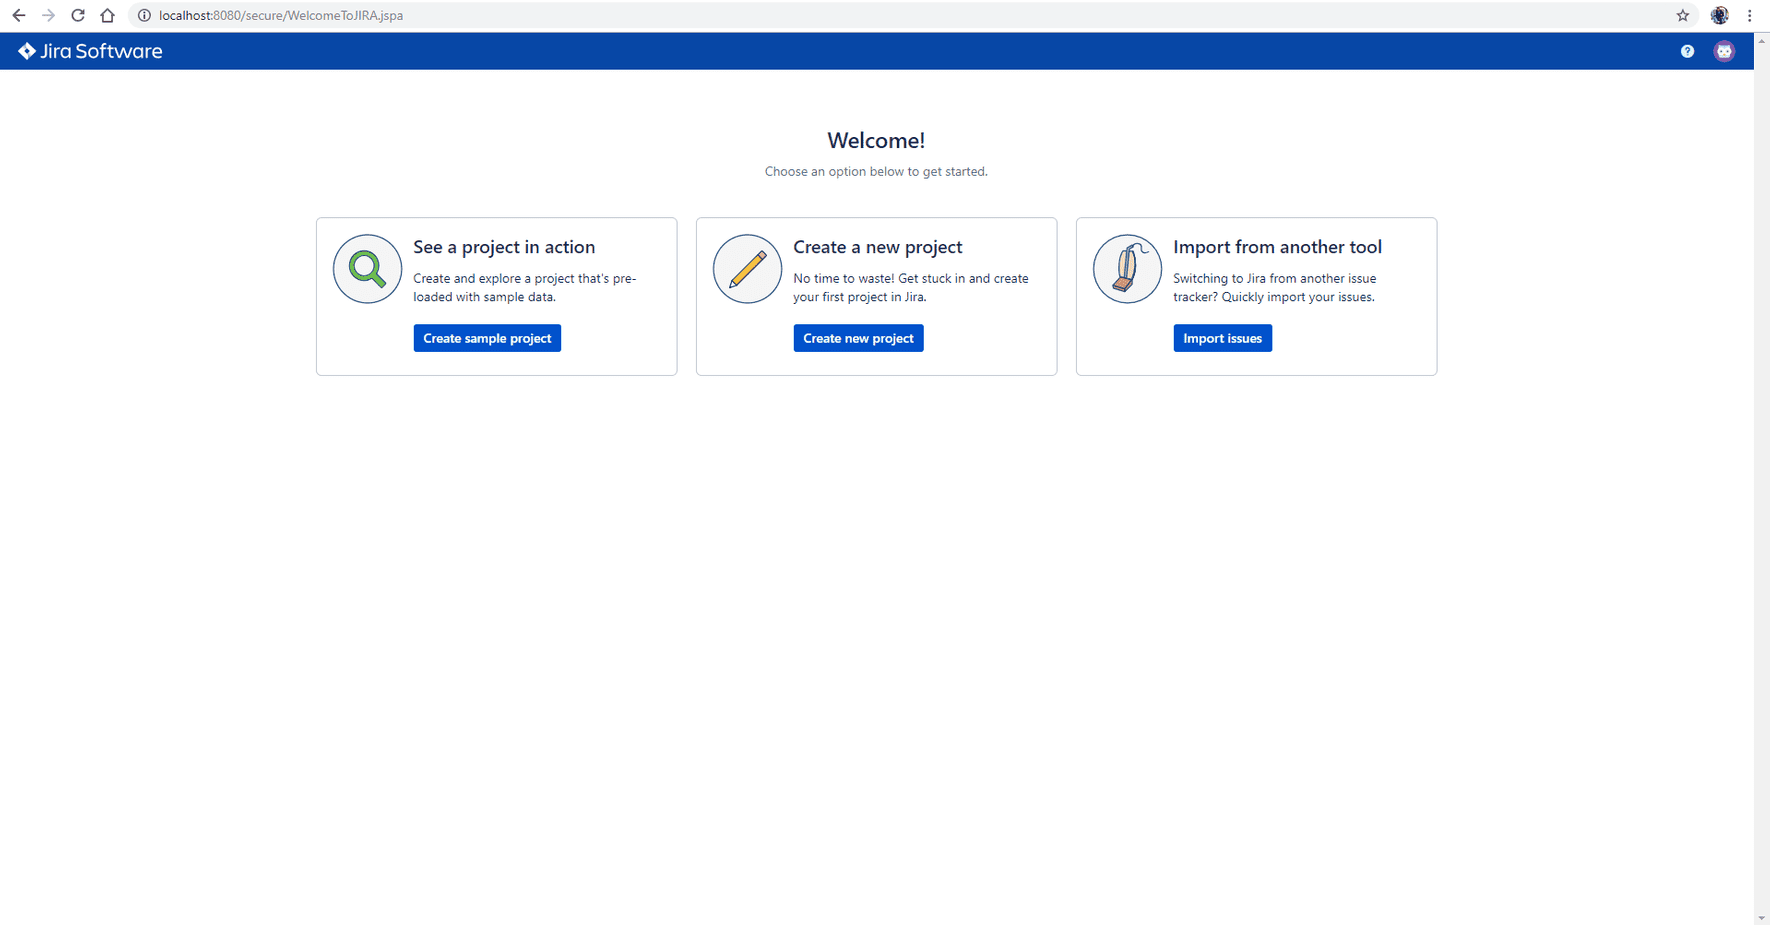 localhost:8080/secure/WelcomeToJIRA.jspa
Jira Software
Welcome!
Choose an option below to get started.
See a project in action
Create and explore a project that's pre-
loaded with sample data.
Create sample project
Create a new project
No time to waste! Get stuck in and create
your first project in Jira.
Create new project
Import from another tool
Switching to Jira from another issue
tracker? Quickly import your issues.
Import issues